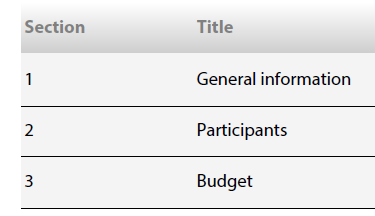 Section Title
1 General information
2 Participants
3 Budget